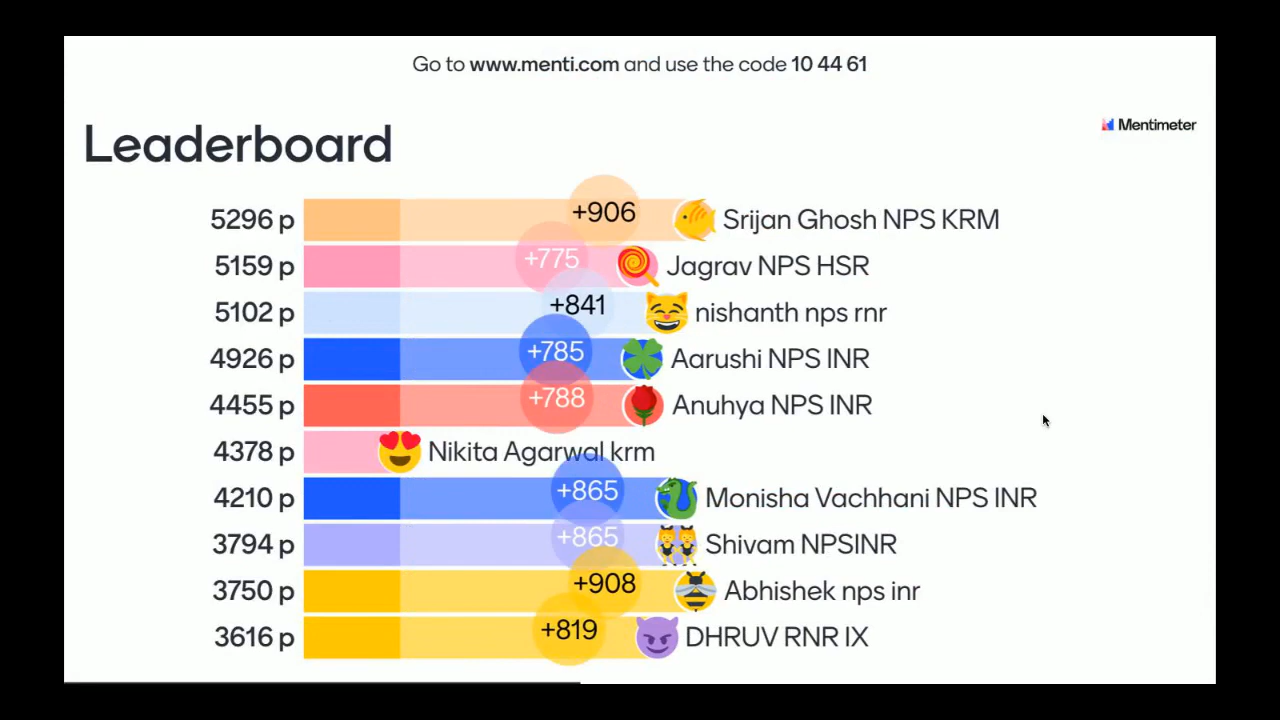 Go to www.menti.com and use the code 10 44 61
Mentimeter
Leaderboard
5296 p +906 Srijan Ghosh NPS KRM
5159 p +775 Jagrav NPS HSR
5102 p +841 nishanth nps rnr
4926 p +785 Aarushi NPS INR
4455 p +788 Anuhya NPS INR
4378 p Nikita Agarwal krm
4210 p +865 Monisha Vachhani NPS INR
3794 p +865 Shivam NPSINR
3750 p +908 Abhishek nps inr
3616 p +819 DHRUV RNR IX